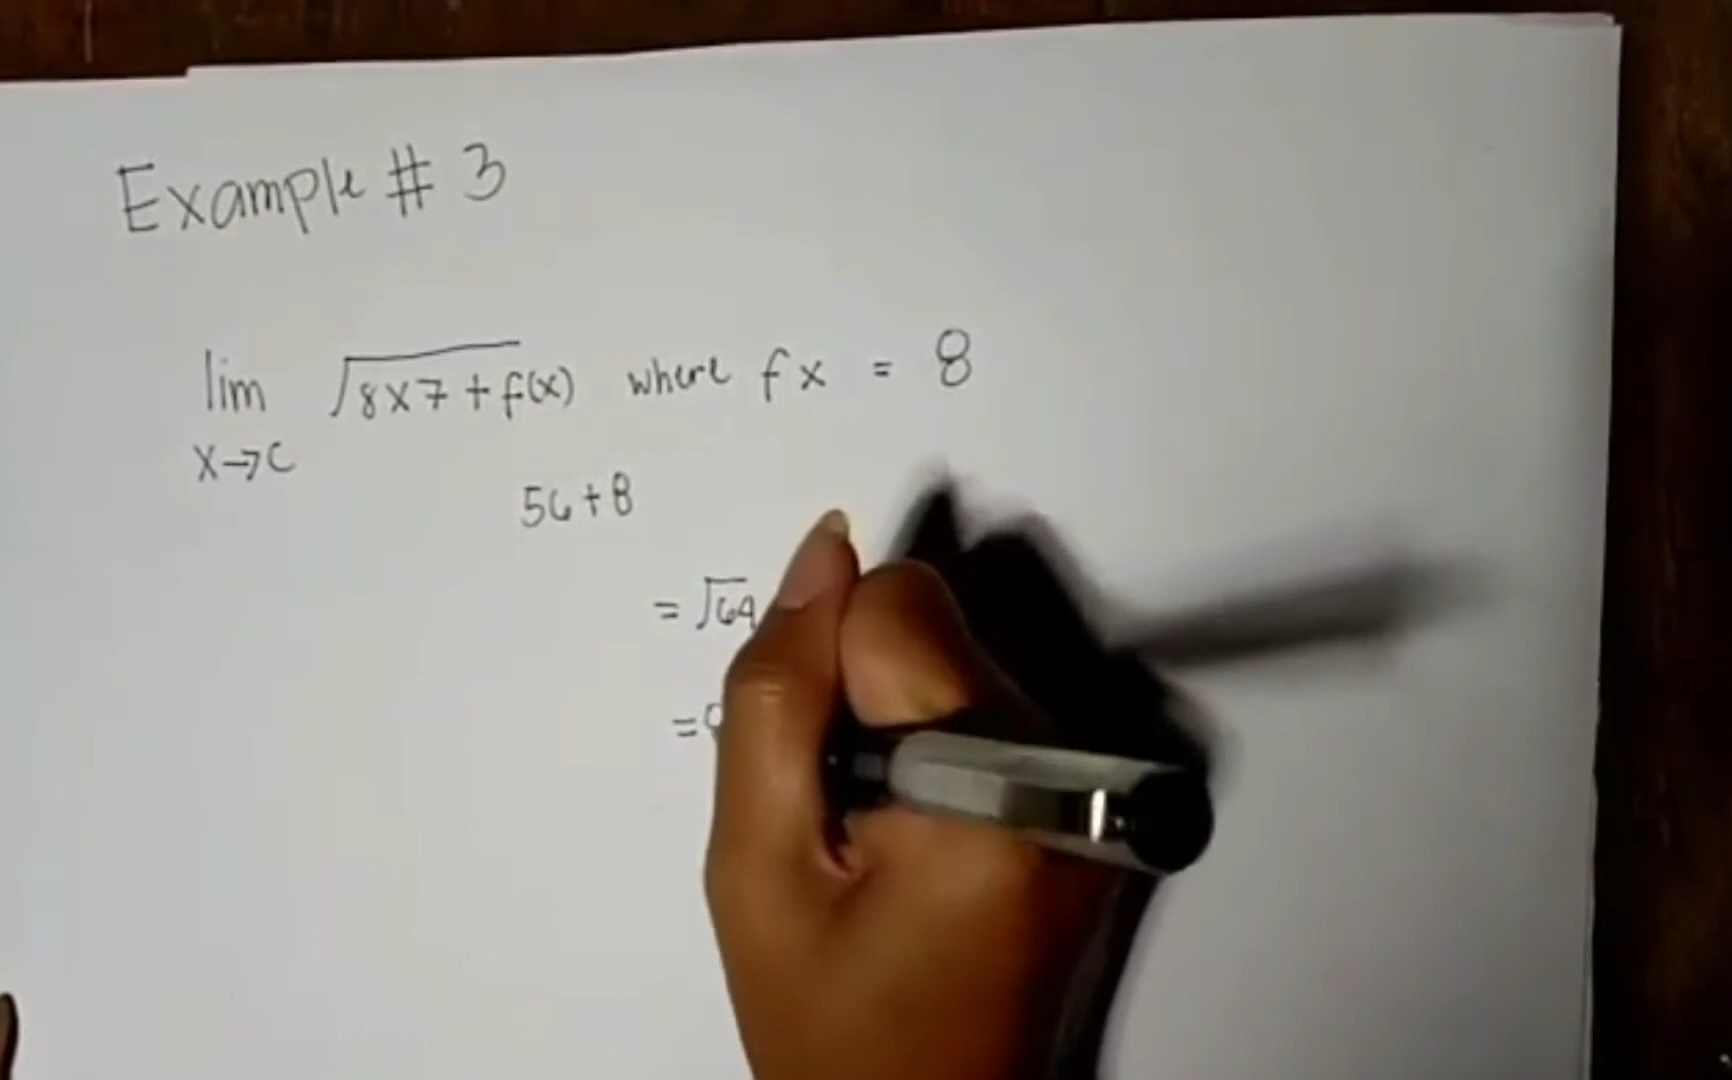 Example # 3
lim √8x7 + f(x) where fx = 8
x→c
56+8
= √64
=